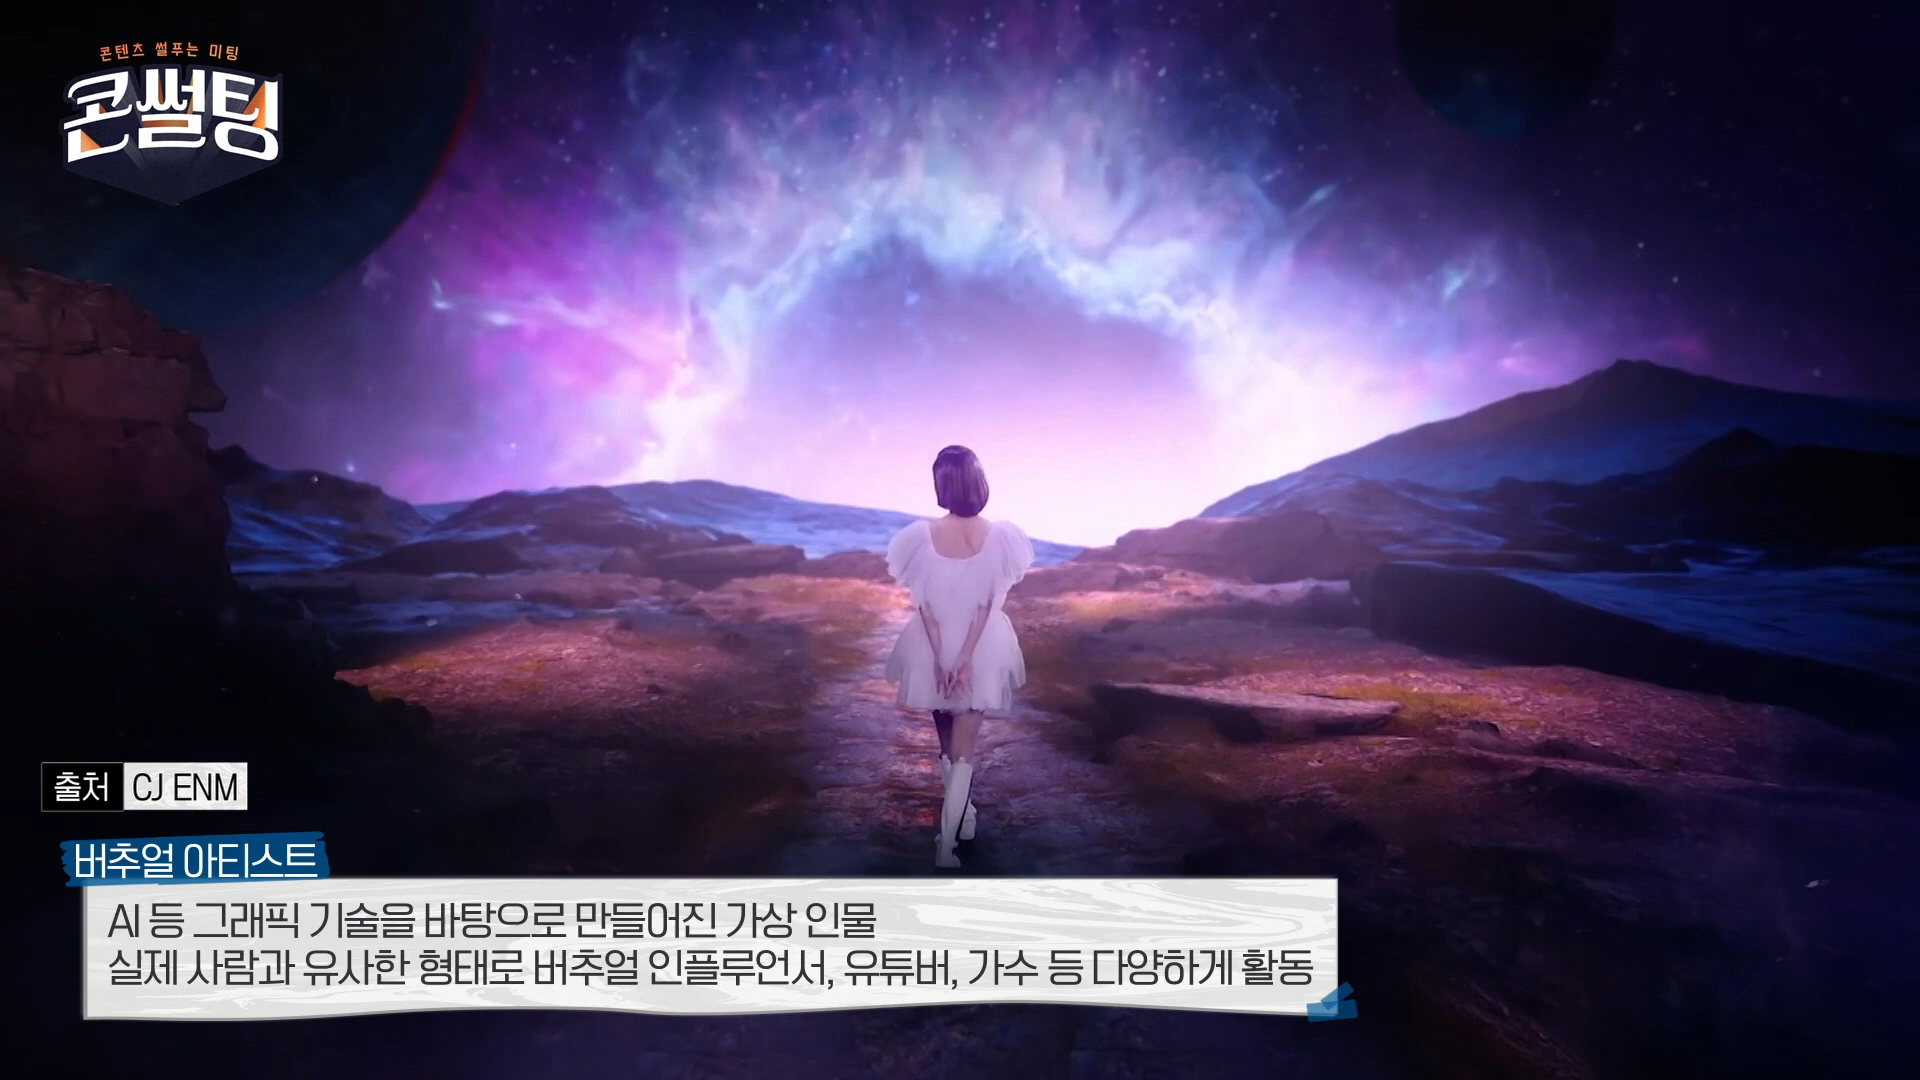 콘텐츠 썰푸는 미팅
콘썰팅
출처 CJ ENM
버추얼 아티스트
AI 등 그래픽 기술을 바탕으로 만들어진 가상 인물
실제 사람과 유사한 형태로 버추얼 인플루언서, 유튜버, 가수 등 다양하게 활동